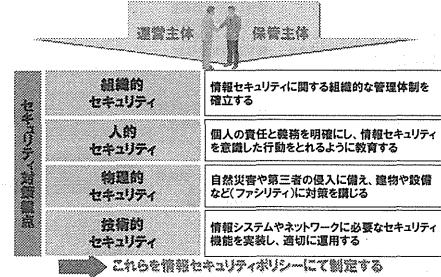 運営主体
保管主体
セキュリティ対策観点
組織的
セキュリティ
情報セキュリティに関する組織的な管理体制を
確立する
人的
セキュリティ
個人の責任と義務を明確にし、情報セキュリティ
を意識した行動をとれるように教育する
物理的
セキュリティ
自然災害や第三者の侵入に備え、建物や設備
など(ファシリティ)に対策を講じる
技術的
セキュリティ
情報システムやネットワークに必要なセキュリティ
機能を実装し、適切に運用する
これらを情報セキュリティポリシーにて制定する